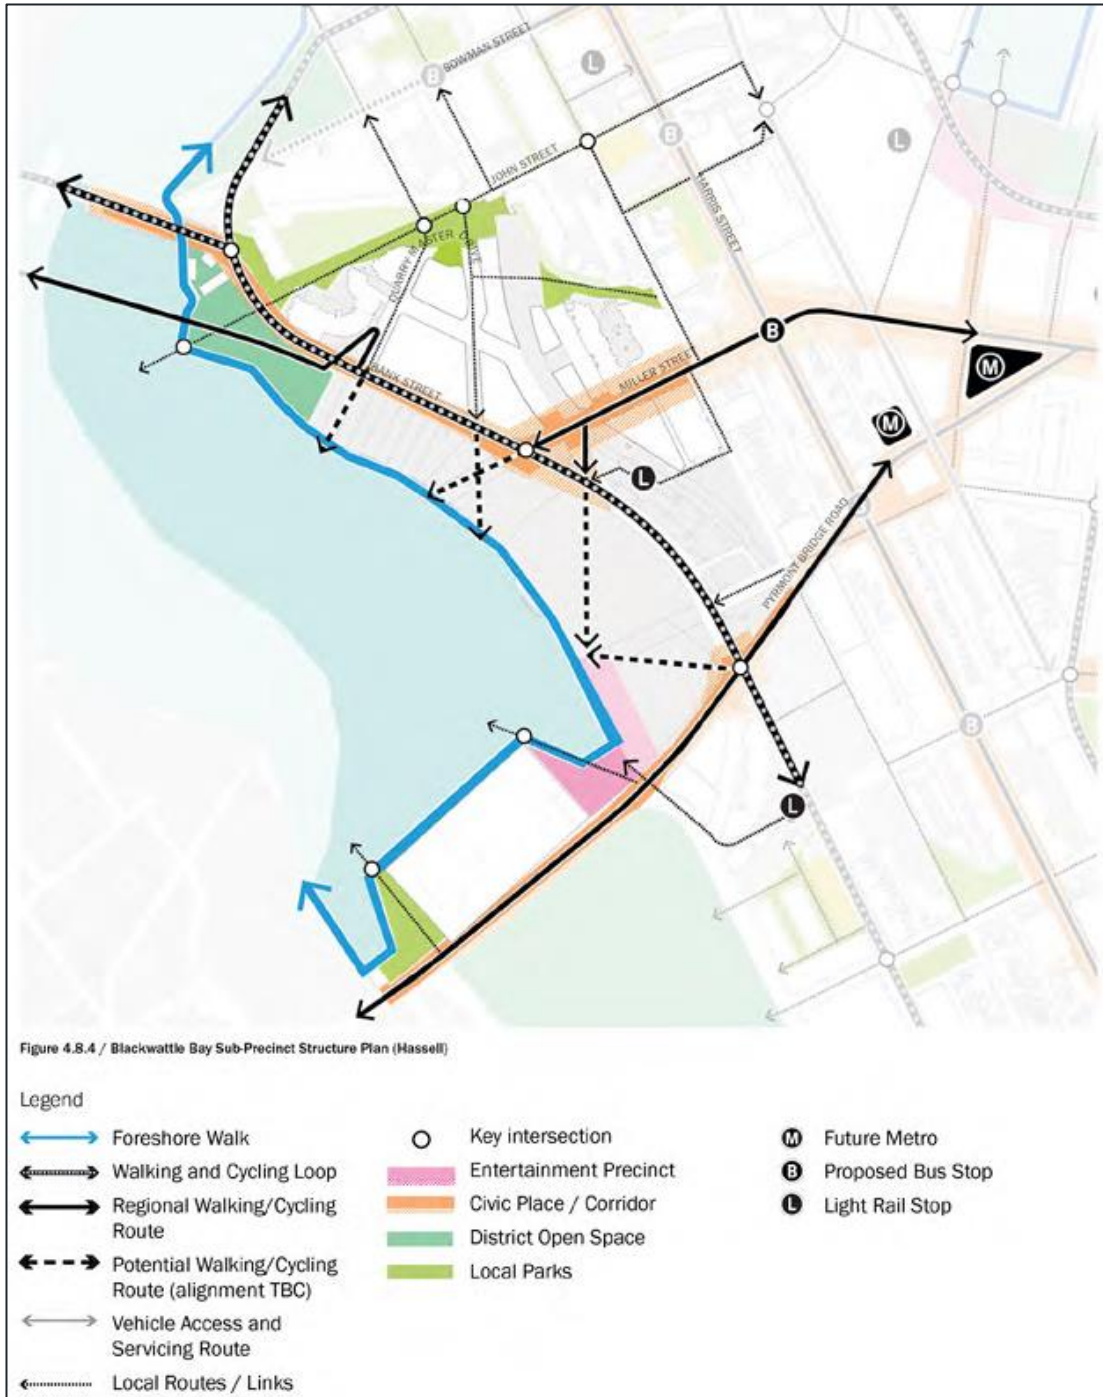 BOWMAN STREET
L
B
JOHN STREET
B
L
HARRIS STREET
QUARRY MASTER DRIVE
B
MILLER STREET
M
BANK STREET
M
L
PYRMONT BRIDGE ROAD
B
L
Figure 4.8.4 / Blackwattle Bay Sub-Precinct Structure Plan (Hassell)
Legend
Foreshore Walk
Walking and Cycling Loop
Regional Walking/Cycling
Route
Potential Walking/Cycling
Route (alignment TBC)
Vehicle Access and
Servicing Route
Local Routes / Links
Key intersection
Entertainment Precinct
Civic Place / Corridor
District Open Space
Local Parks
M Future Metro
B Proposed Bus Stop
L Light Rail Stop